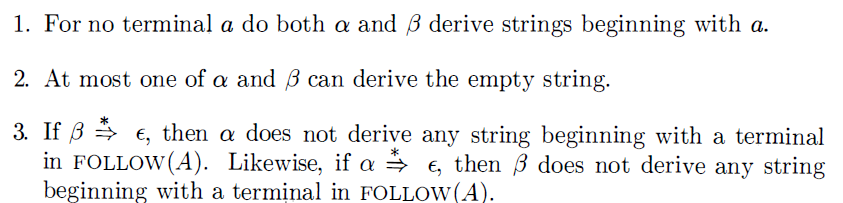 1. For no terminal a do both α and β derive strings beginning with a.
2. At most one of α and β can derive the empty string.
3. If β ⇒* ε, then α does not derive any string beginning with a terminal
in FOLLOW(A). Likewise, if α ⇒* ε, then β does not derive any string
beginning with a terminal in FOLLOW(A).